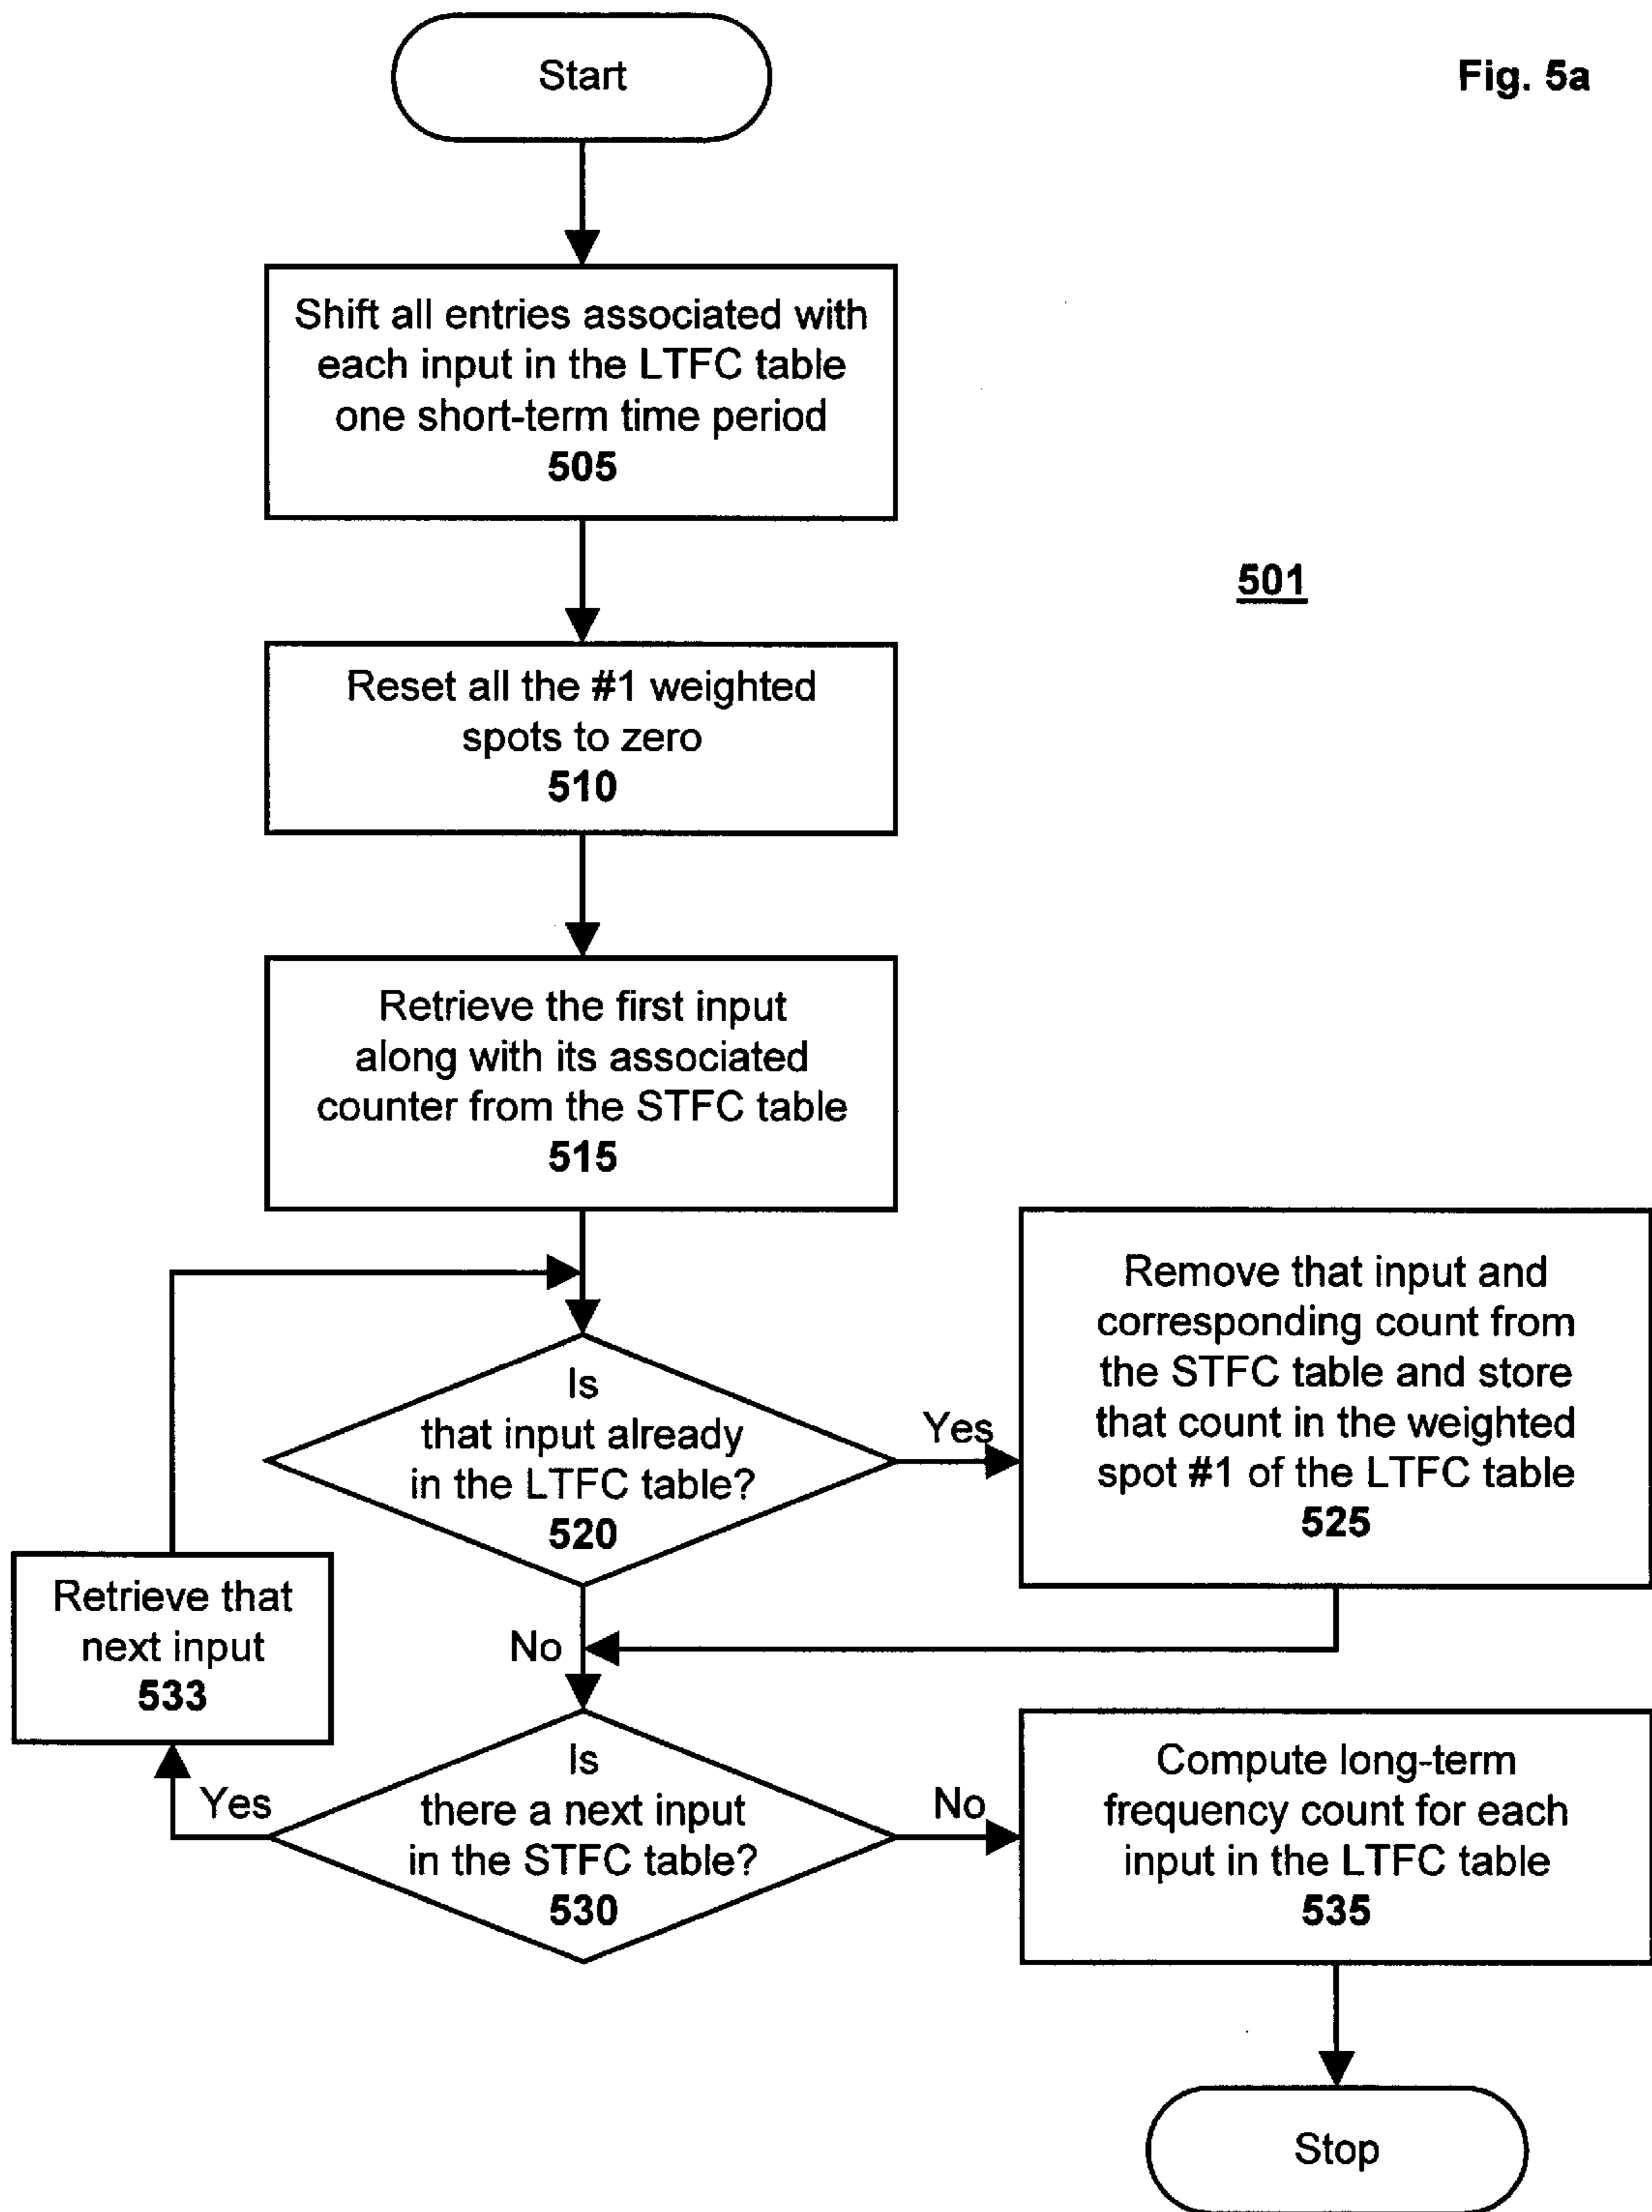 Start
Fig. 5a
Shift all entries associated with
each input in the LTFC table
one short-term time period
505
501
Reset all the #1 weighted
spots to zero
510
Retrieve the first input
along with its associated
counter from the STFC table
515
Is
that input already
in the LTFC table?
520
Yes
Remove that input and
corresponding count from
the STFC table and store
that count in the weighted
spot #1 of the LTFC table
525
No
Retrieve that
next input
533
Is
there a next input
in the STFC table?
530
Yes
No
Compute long-term
frequency count for each
input in the LTFC table
535
Stop